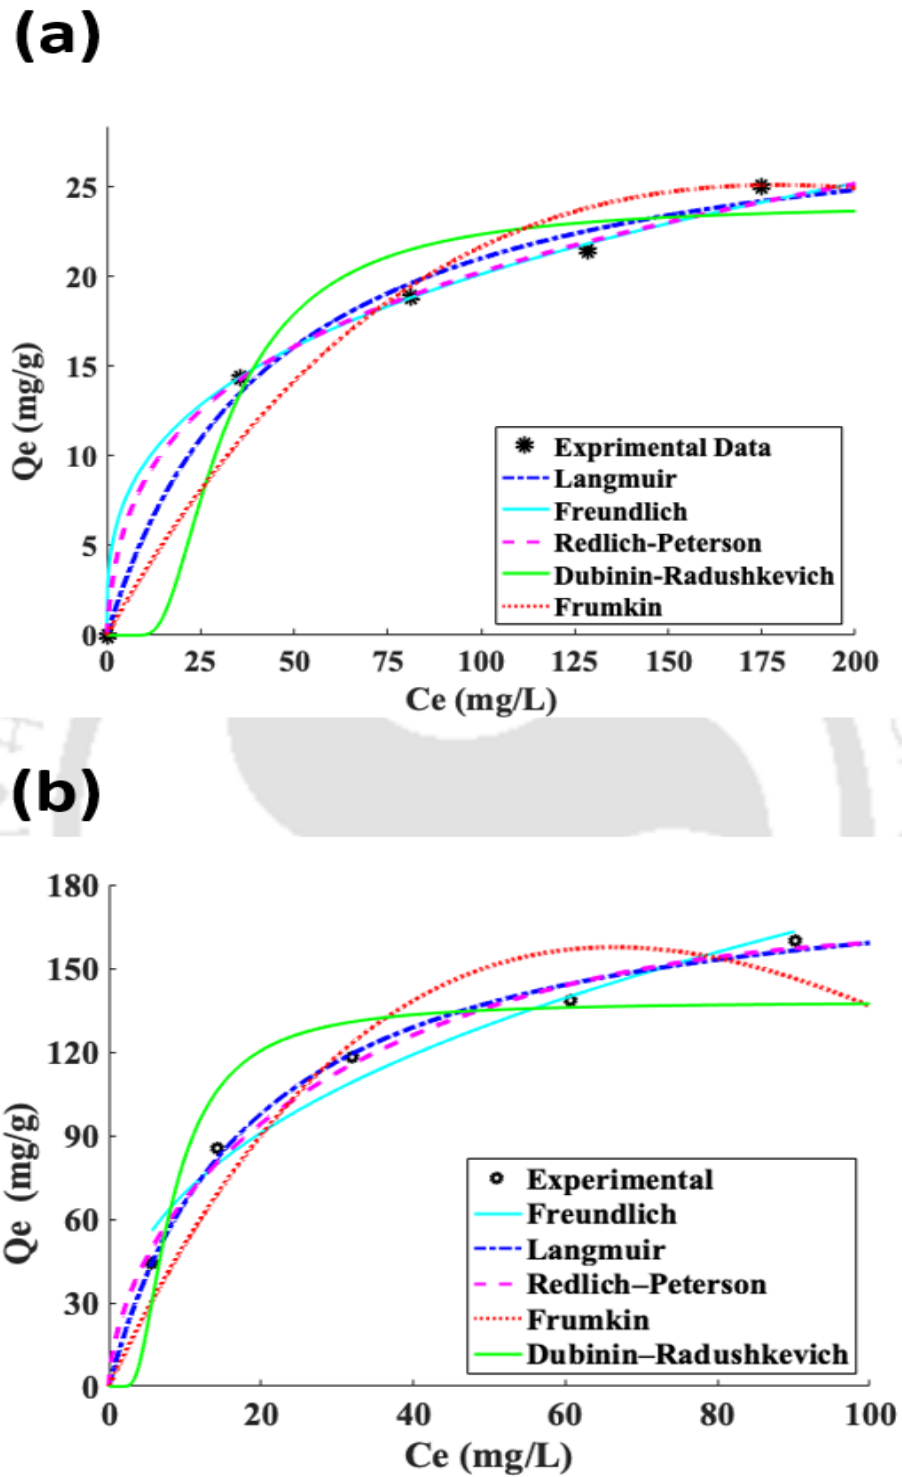 (a)
25
20
15
10
5
0
Qe (mg/g)
0 25 50 75 100 125 150 175 200
Ce (mg/L)
Exprimental Data
Langmuir
Freundlich
Redlich-Peterson
Dubinin-Radushkevich
Frumkin
(b)
180
150
120
90
60
30
0
Qe (mg/g)
0 20 40 60 80 100
Ce (mg/L)
Experimental
Freundlich
Langmuir
Redlich–Peterson
Frumkin
Dubinin–Radushkevich